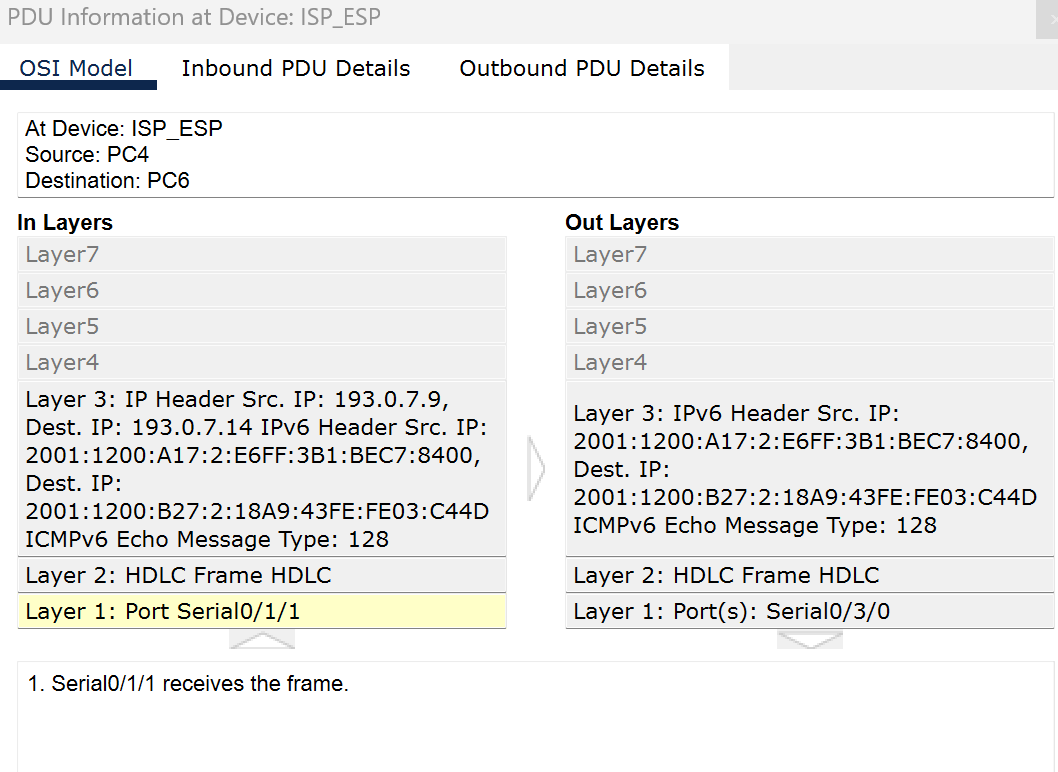 PDU Information at Device: ISP_ESP
OSI Model Inbound PDU Details Outbound PDU Details
At Device: ISP_ESP
Source: PC4
Destination: PC6
In Layers
Layer7
Layer6
Layer5
Layer4
Layer 3: IP Header Src. IP: 193.0.7.9,
Dest. IP: 193.0.7.14 IPv6 Header Src. IP:
2001:1200:A17:2:E6FF:3B1:BEC7:8400,
Dest. IP:
2001:1200:B27:2:18A9:43FE:FE03:C44D
ICMPv6 Echo Message Type: 128
Layer 2: HDLC Frame HDLC
Layer 1: Port Serial0/1/1
Out Layers
Layer7
Layer6
Layer5
Layer4
Layer 3: IPv6 Header Src. IP:
2001:1200:A17:2:E6FF:3B1:BEC7:8400,
Dest. IP:
2001:1200:B27:2:18A9:43FE:FE03:C44D
ICMPv6 Echo Message Type: 128
Layer 2: HDLC Frame HDLC
Layer 1: Port(s): Serial0/3/0
1. Serial0/1/1 receives the frame.